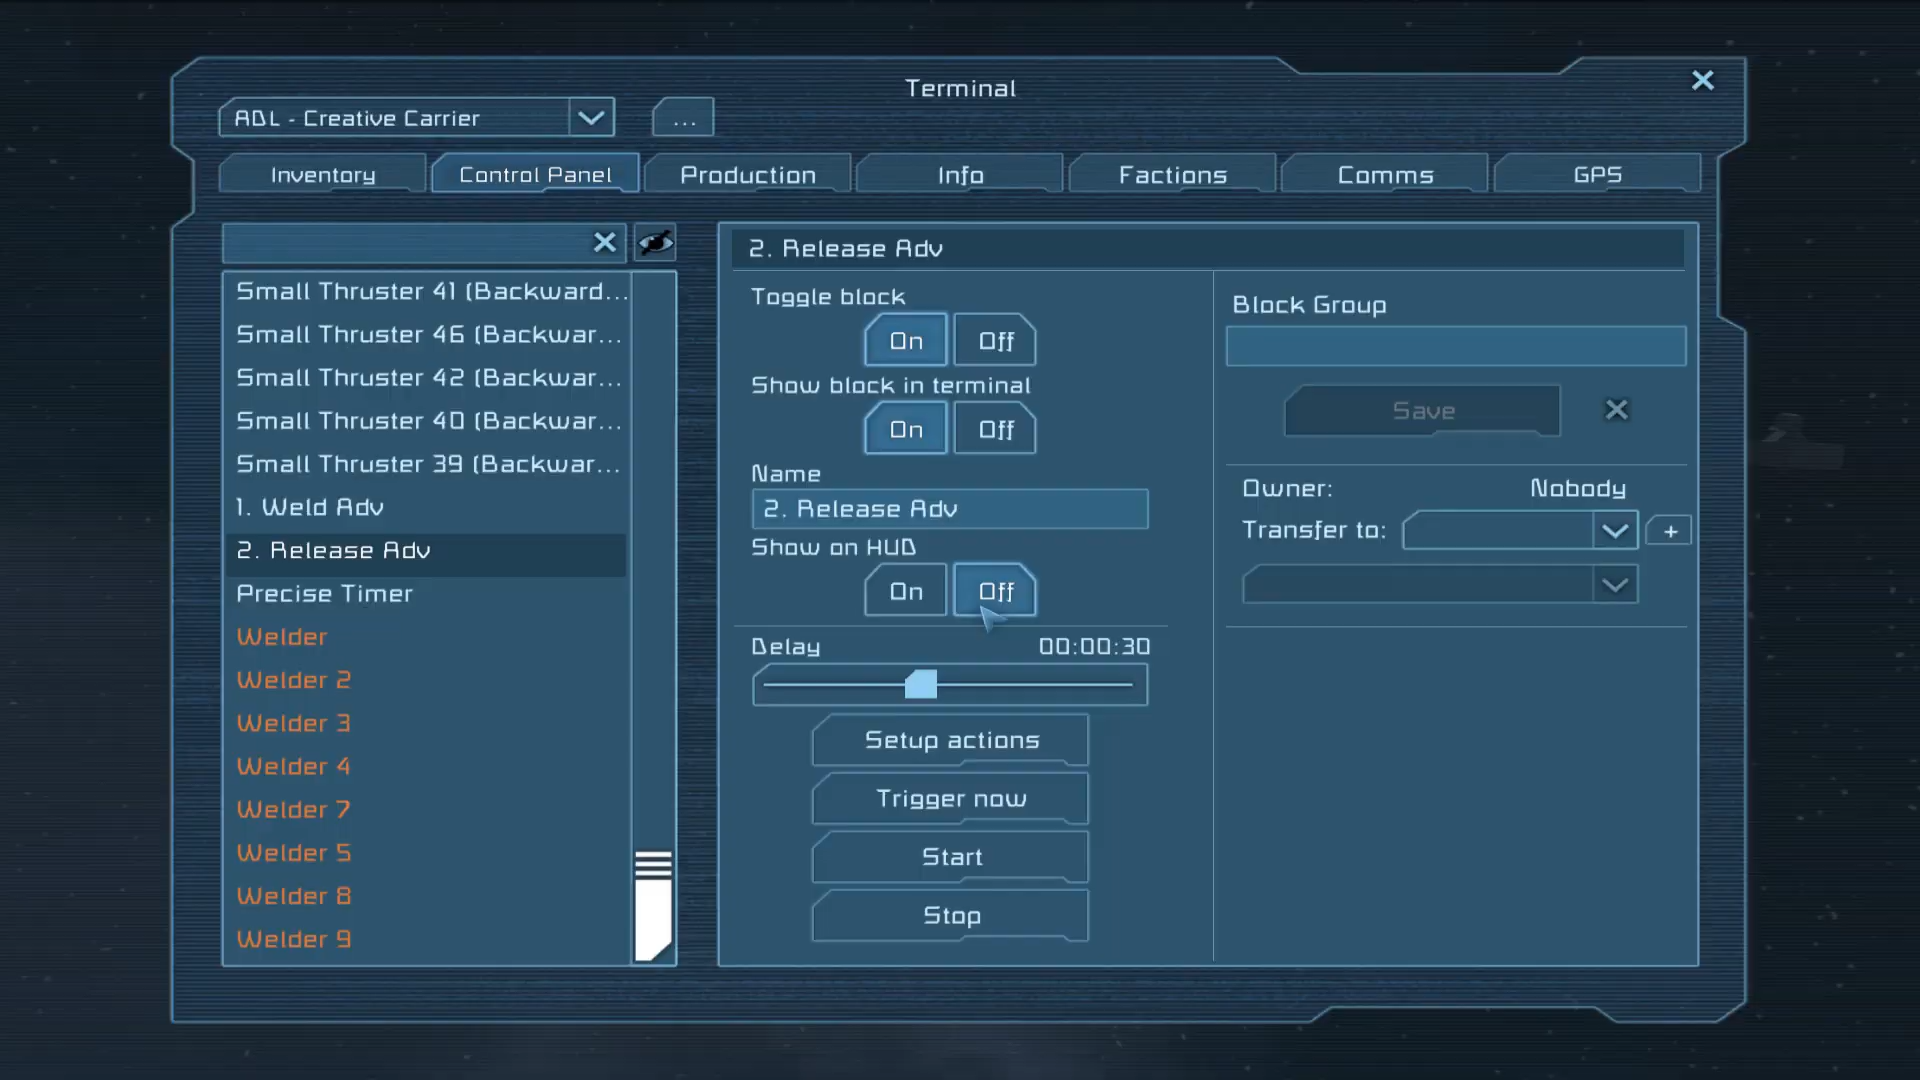 Terminal
ADL - Creative Carrier
...
Inventory
Control Panel
Production
Info
Factions
Comms
GPS
Small Thruster 41 (Backward...
Small Thruster 46 (Backwar...
Small Thruster 42 (Backwar...
Small Thruster 40 (Backwar...
Small Thruster 39 (Backwar...
1. Weld Adv
2. Release Adv
Precise Timer
Welder
Welder 2
Welder 3
Welder 4
Welder 7
Welder 5
Welder 8
Welder 9
2. Release Adv
Toggle block
On Off
Show block in terminal
On Off
Name
2. Release Adv
Show on HUD
On Off
Delay 00:00:30
Setup actions
Trigger now
Start
Stop
Block Group
Save
Owner: Nobody
Transfer to:
+